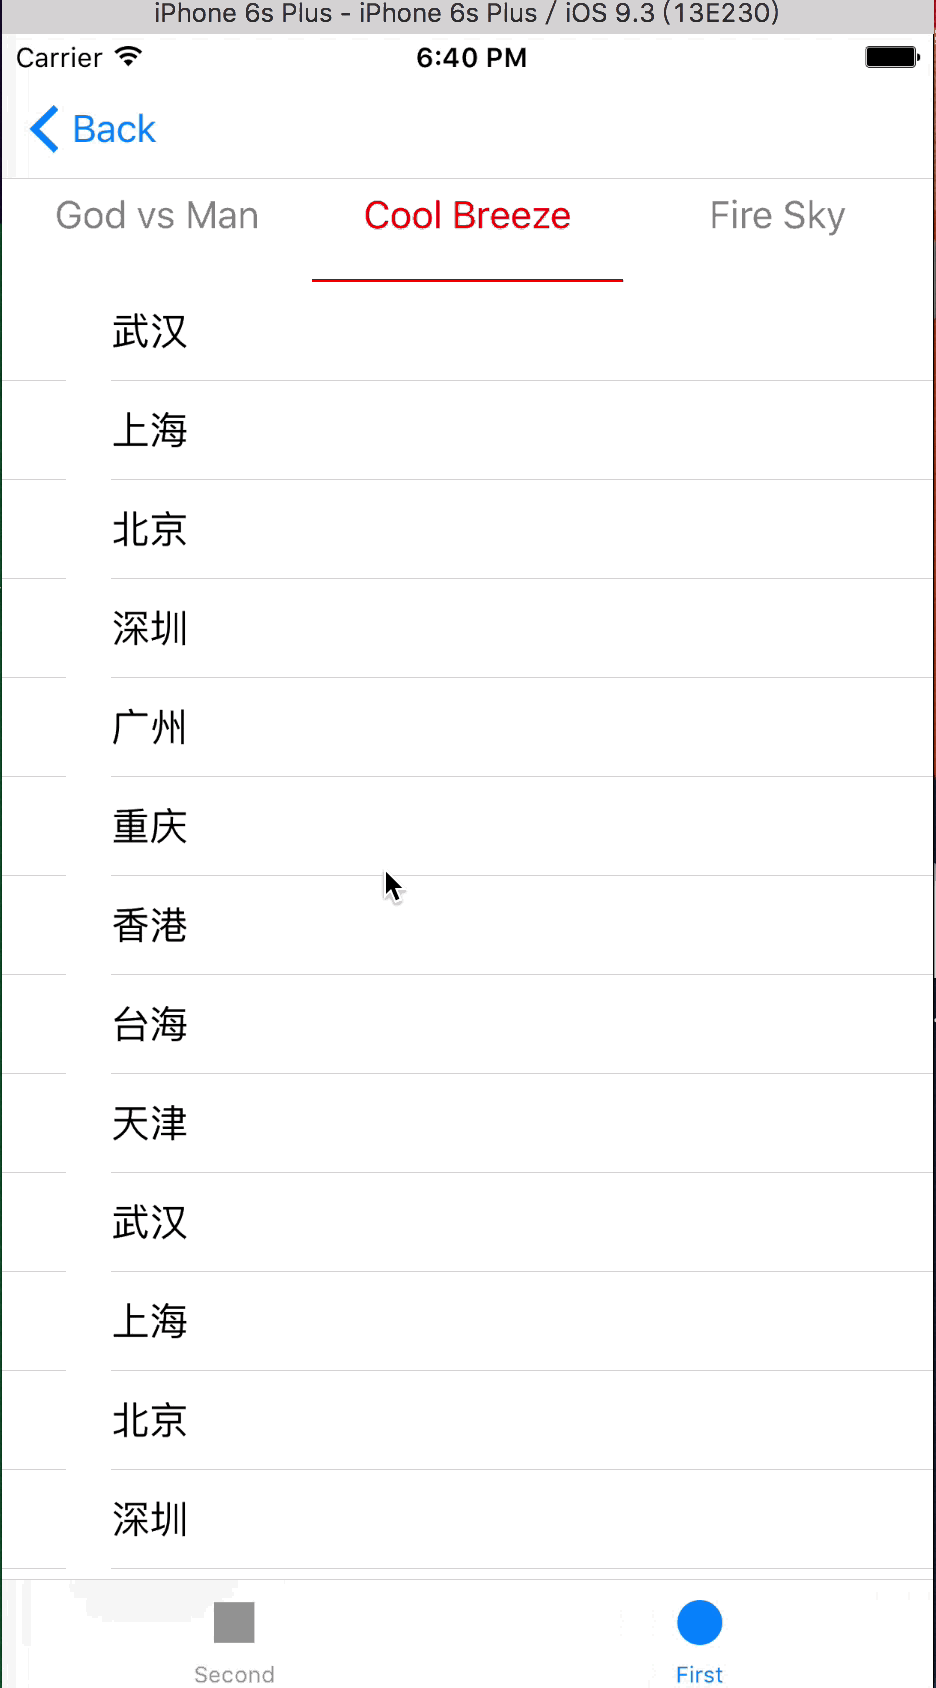 iPhone 6s Plus - iPhone 6s Plus / iOS 9.3 (13E230)
Carrier 6:40 PM
Back
God vs Man Cool Breeze Fire Sky
武汉
上海
北京
深圳
广州
重庆
香港
台海
天津
武汉
上海
北京
深圳
Second First